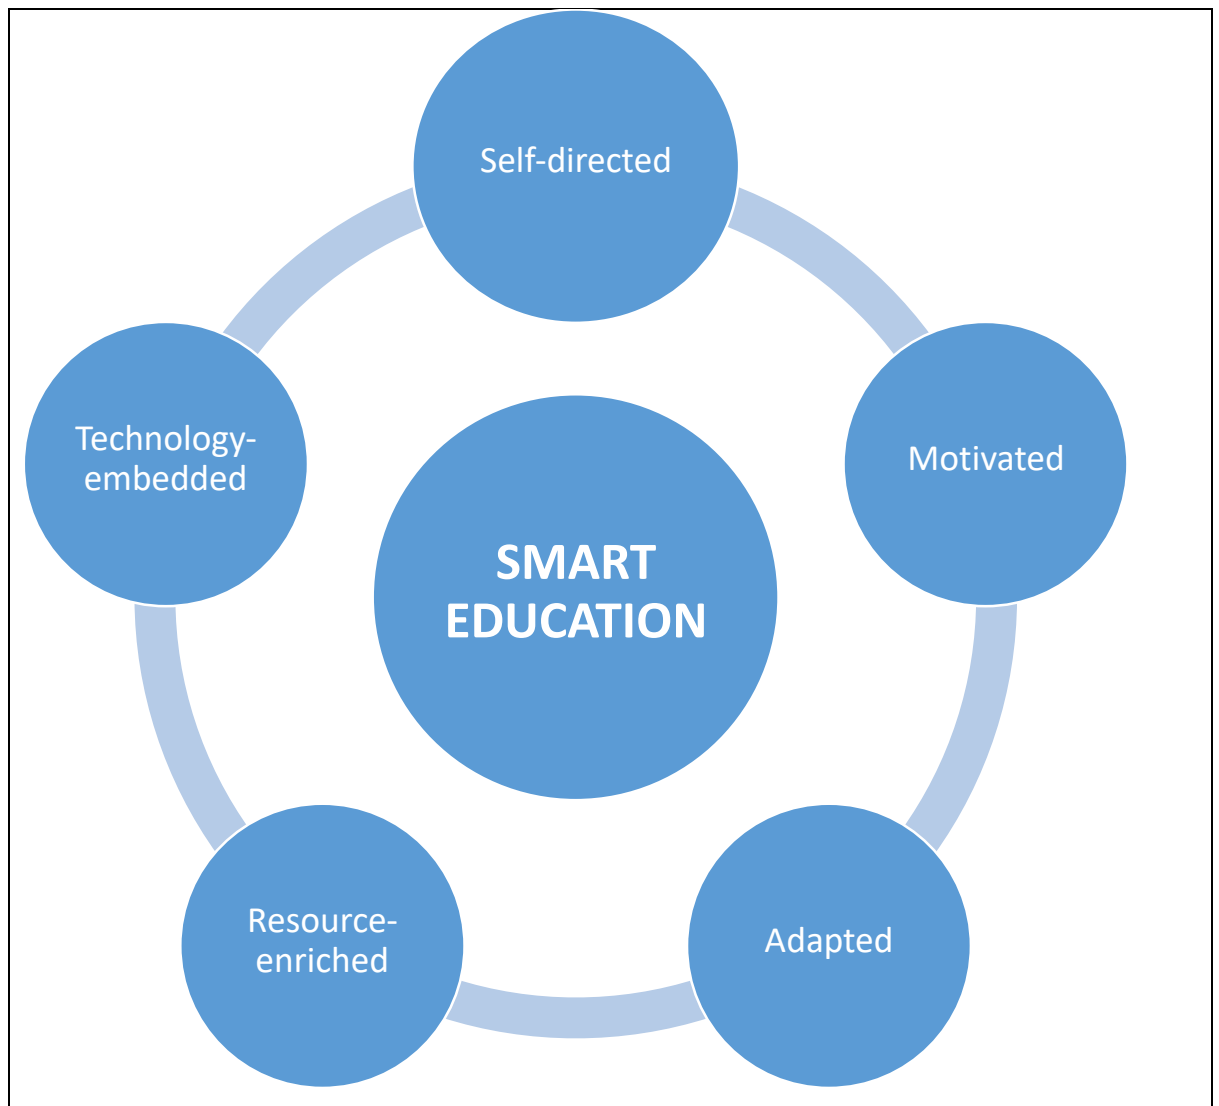 Self-directed
Motivated
Adapted
Resource-
enriched
Technology-
embedded
SMART
EDUCATION